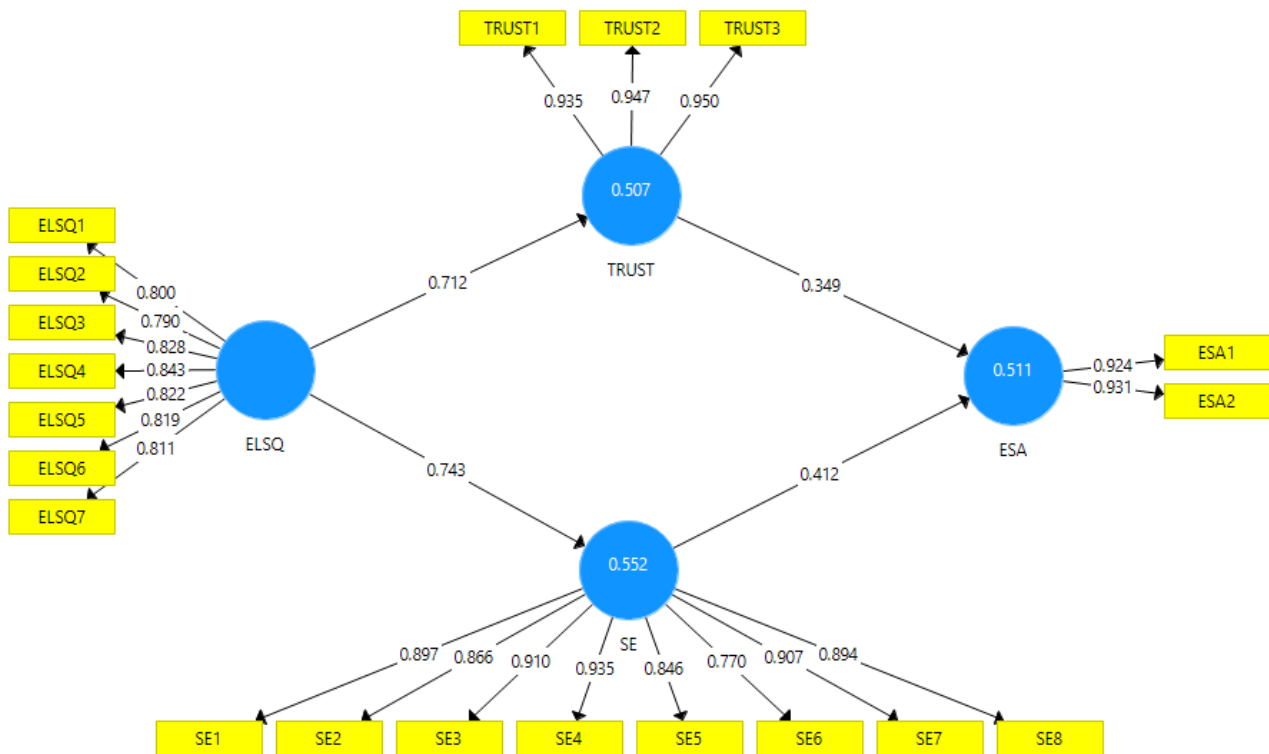 TRUST1 TRUST2 TRUST3
0.935 0.947 0.950
0.507
TRUST
ELSQ1
ELSQ2
ELSQ3
ELSQ4
ELSQ5
ELSQ6
ELSQ7
0.800
0.790
0.828
0.843
0.822
0.819
0.811
ELSQ
0.712
0.743
0.349
0.412
0.511
ESA
0.924
0.931
ESA1
ESA2
0.552
SE
0.897 0.866 0.910 0.935 0.846 0.770 0.907 0.894
SE1 SE2 SE3 SE4 SE5 SE6 SE7 SE8